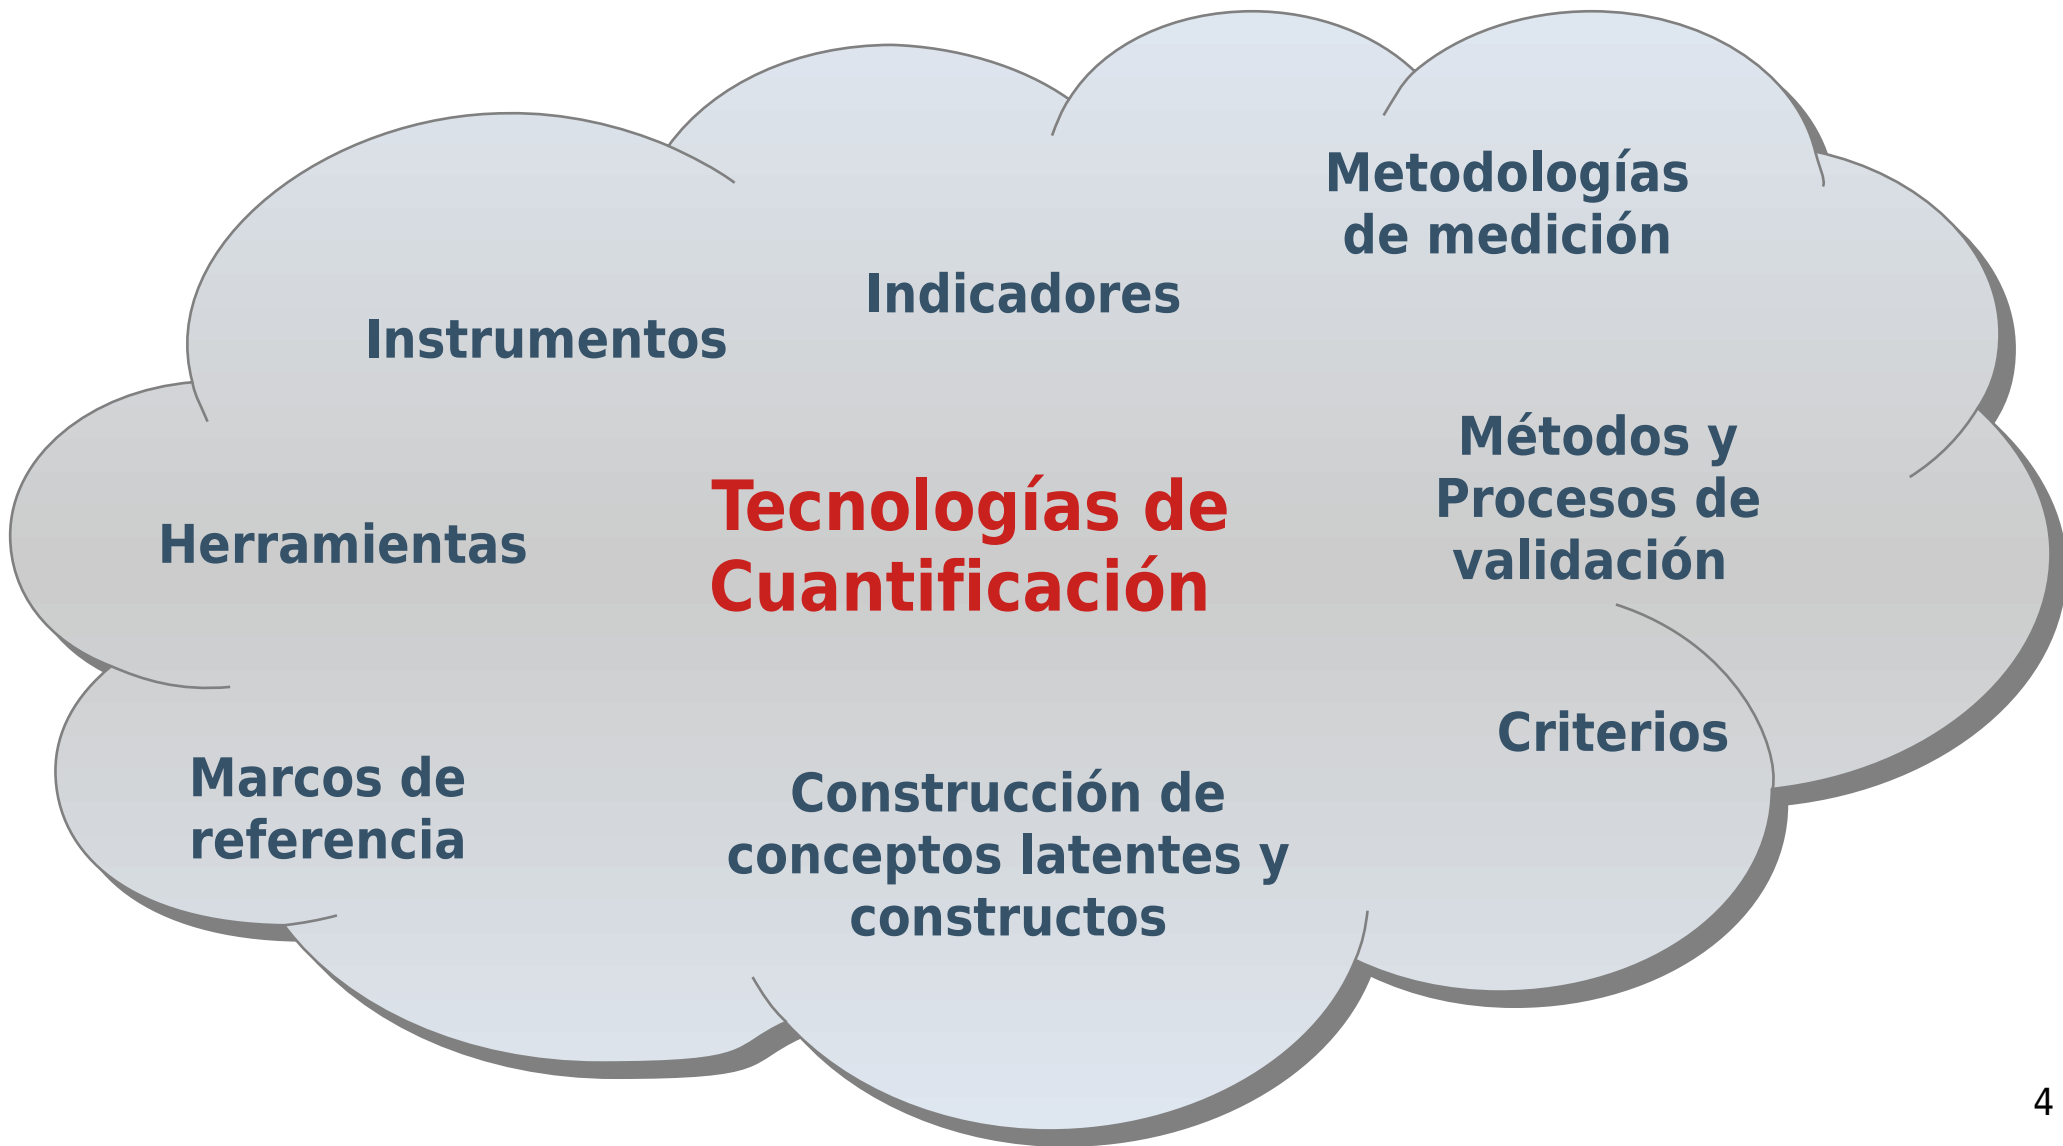 Metodologías
de medición
Indicadores
Instrumentos
Métodos y
Procesos de
validación
Tecnologías de
Cuantificación
Herramientas
Criterios
Marcos de
referencia
Construcción de
conceptos latentes y
constructos
4